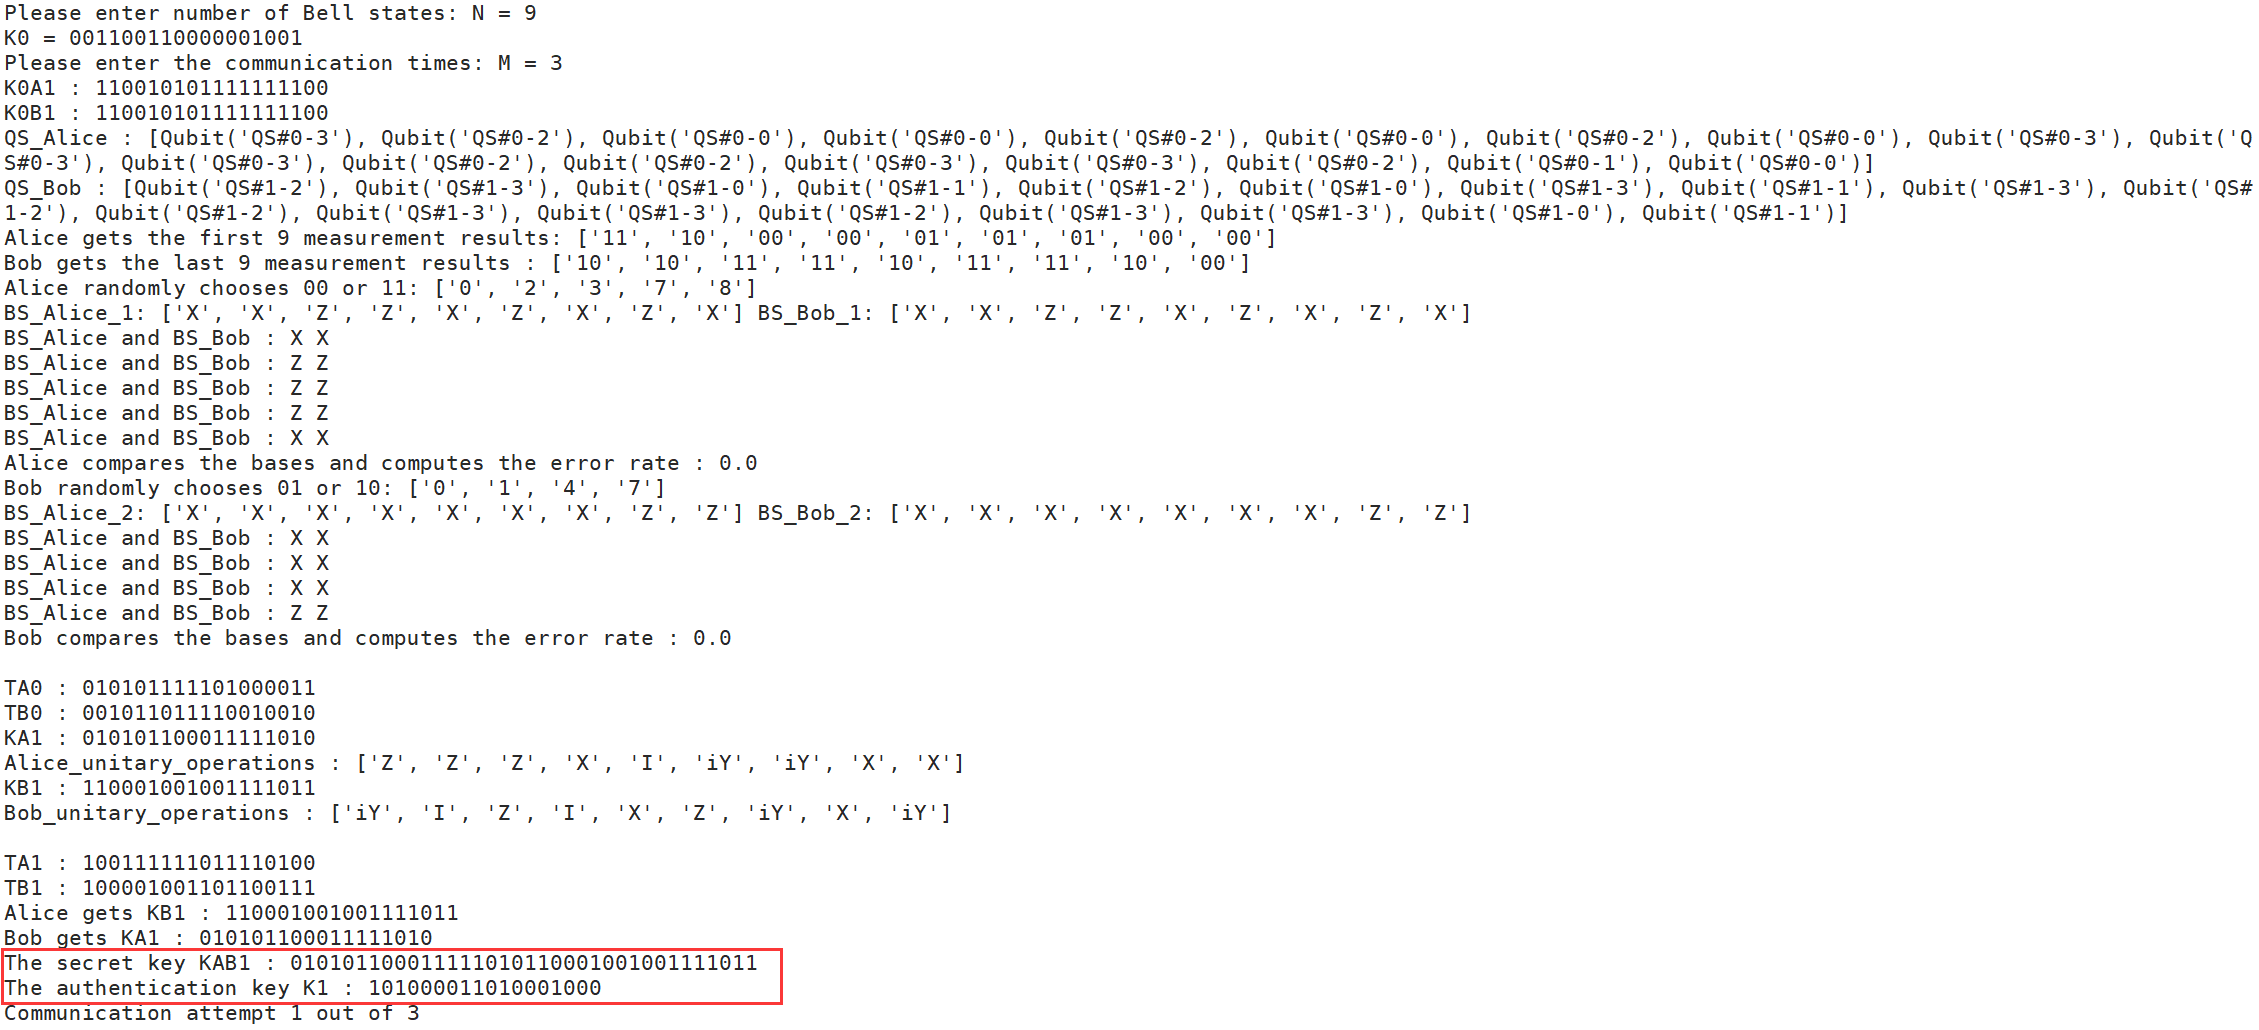 Please enter number of Bell states: N = 9
K0 = 001100110000001001
Please enter the communication times: M = 3
K0A1 : 110010101111111100
K0B1 : 110010101111111100
QS_Alice : [Qubit('QS#0-3'), Qubit('QS#0-2'), Qubit('QS#0-0'), Qubit('QS#0-0'), Qubit('QS#0-2'), Qubit('QS#0-0'), Qubit('QS#0-2'), Qubit('QS#0-0'), Qubit('QS#0-3'), Qubit('Q
S#0-3'), Qubit('QS#0-3'), Qubit('QS#0-2'), Qubit('QS#0-2'), Qubit('QS#0-3'), Qubit('QS#0-3'), Qubit('QS#0-2'), Qubit('QS#0-1'), Qubit('QS#0-0')]
QS_Bob : [Qubit('QS#1-2'), Qubit('QS#1-3'), Qubit('QS#1-0'), Qubit('QS#1-1'), Qubit('QS#1-2'), Qubit('QS#1-0'), Qubit('QS#1-3'), Qubit('QS#1-1'), Qubit('QS#1-3'), Qubit('QS#
1-2'), Qubit('QS#1-2'), Qubit('QS#1-3'), Qubit('QS#1-3'), Qubit('QS#1-2'), Qubit('QS#1-3'), Qubit('QS#1-3'), Qubit('QS#1-0'), Qubit('QS#1-1')]
Alice gets the first 9 measurement results: ['11', '10', '00', '00', '01', '01', '01', '00', '00']
Bob gets the last 9 measurement results : ['10', '10', '11', '11', '10', '11', '11', '10', '00']
Alice randomly chooses 00 or 11: ['0', '2', '3', '7', '8']
BS_Alice_1: ['X', 'X', 'Z', 'Z', 'X', 'Z', 'X', 'Z', 'X'] BS_Bob_1: ['X', 'X', 'Z', 'Z', 'X', 'Z', 'X', 'Z', 'X']
BS_Alice and BS_Bob : X X
BS_Alice and BS_Bob : Z Z
BS_Alice and BS_Bob : Z Z
BS_Alice and BS_Bob : Z Z
BS_Alice and BS_Bob : X X
Alice compares the bases and computes the error rate : 0.0
Bob randomly chooses 01 or 10: ['0', '1', '4', '7']
BS_Alice_2: ['X', 'X', 'X', 'X', 'X', 'X', 'X', 'Z', 'Z'] BS_Bob_2: ['X', 'X', 'X', 'X', 'X', 'X', 'X', 'Z', 'Z']
BS_Alice and BS_Bob : X X
BS_Alice and BS_Bob : X X
BS_Alice and BS_Bob : X X
BS_Alice and BS_Bob : Z Z
Bob compares the bases and computes the error rate : 0.0
TA0 : 010101111101000011
TB0 : 001011011110010010
KA1 : 010101100011111010
Alice_unitary_operations : ['Z', 'Z', 'Z', 'X', 'I', 'iY', 'iY', 'X', 'X']
KB1 : 110001001001111011
Bob_unitary_operations : ['iY', 'I', 'Z', 'I', 'X', 'Z', 'iY', 'X', 'iY']
TA1 : 100111111011110100
TB1 : 100001001101100111
Alice gets KB1 : 110001001001111011
Bob gets KA1 : 010101100011111010
The secret key KAB1 : 010101100011111010110001001001111011
The authentication key K1 : 101000011010001000
Communication attempt 1 out of 3